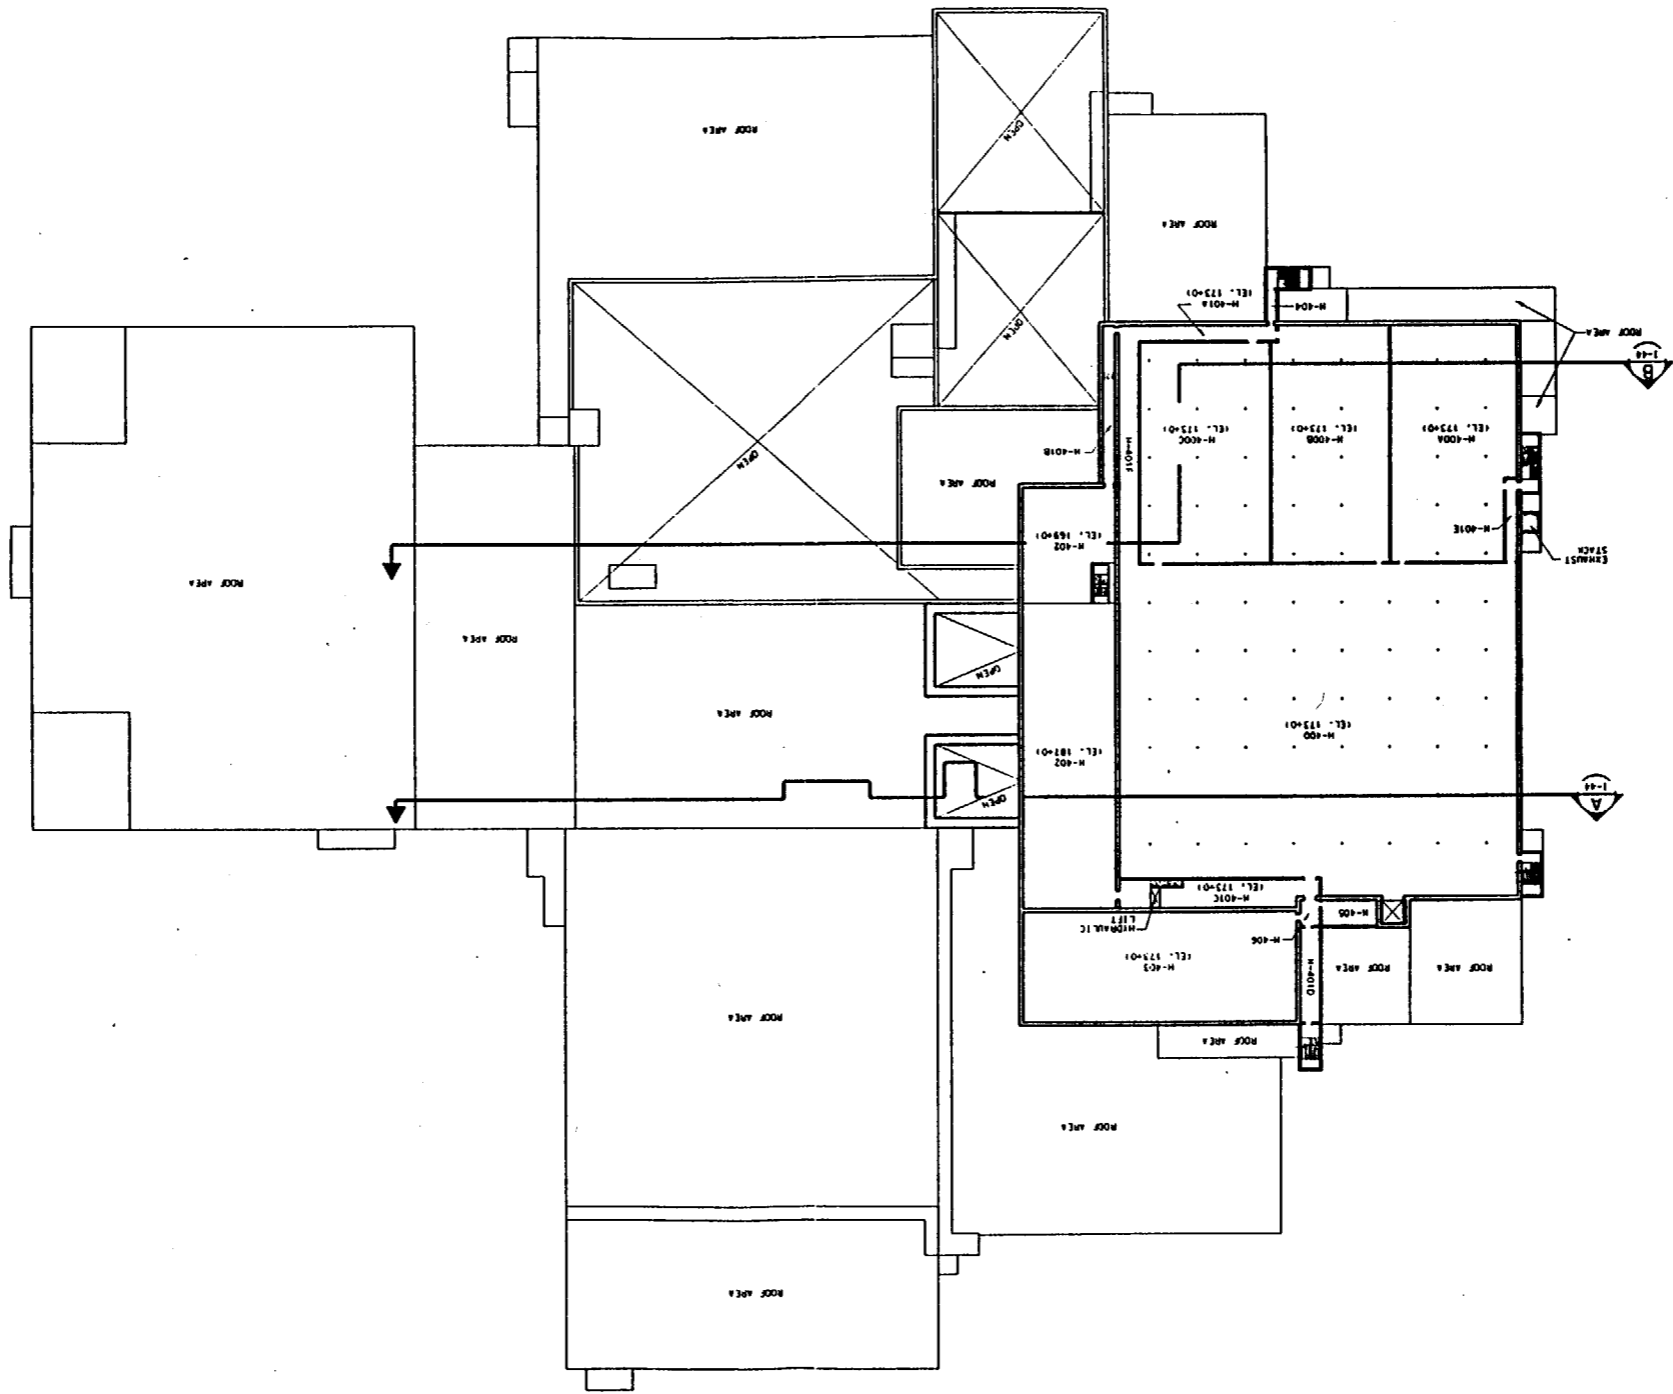 ROOF AREA
ROOF AREA
ROOF AREA
ROOF AREA
ROOF AREA
ROOF AREA
H-401D
H-403
(EL. 173+0)
H-406
HYDRAULIC
LIFT
H-405
H-401C
(EL. 173+0)
A
1-44
OPEN
H-400
(EL. 173+0)
H-402
(EL. 187+0)
ROOF AREA
OPEN
ROOF AREA
ROOF AREA
EXHAUST
STACK
H-402
(EL. 169+0)
H-401E
ROOF AREA
OPEN
H-401B
H-401F
H-400A
(EL. 173+0)
H-400B
(EL. 173+0)
H-400C
(EL. 173+0)
B
1-44
ROOF AREA
OPEN
H-404
H-401A
(EL. 173+0)
ROOF AREA
OPEN
ROOF AREA